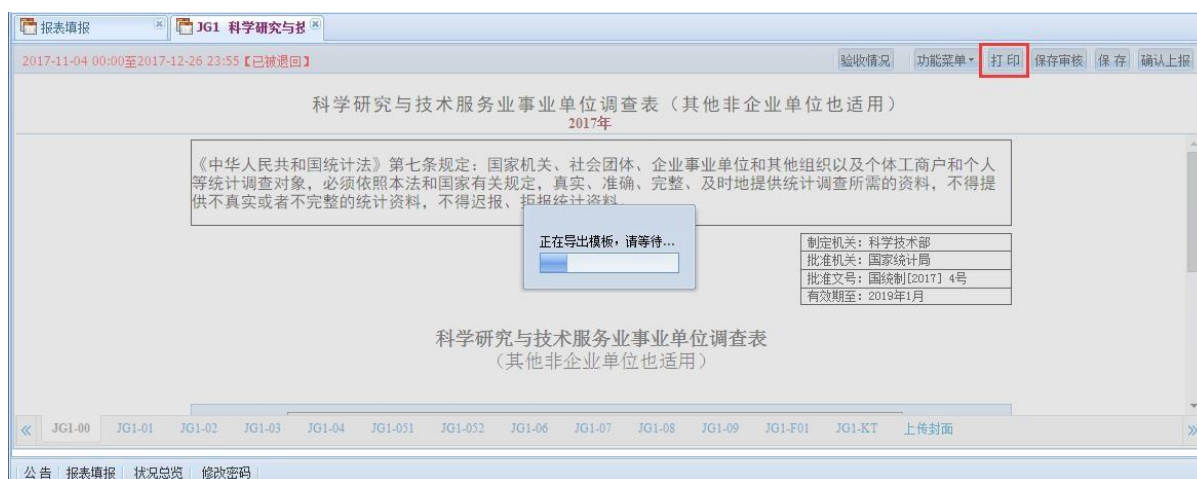 报表填报
JG1 科学研究与技
2017-11-04 00:00至2017-12-26 23:55【已被退回】
验收情况 功能菜单 打印 保存审核 保存 确认上报
科学研究与技术服务业事业单位调查表（其他非企业单位也适用）
2017年
《中华人民共和国统计法》第七条规定：国家机关、社会团体、企业事业单位和其他组织以及个体工商户和个人
等统计调查对象，必须依照本法和国家有关规定，真实、准确、完整、及时地提供统计调查所需的资料，不得提
供不真实或者不完整的统计资料，不得迟报、拒报统计资料。
正在导出模板，请等待...
制定机关：科学技术部
批准机关：国家统计局
批准文号：国统制[2017] 4号
有效期至：2019年1月
科学研究与技术服务业事业单位调查表
（其他非企业单位也适用）
JG1-00 JG1-01 JG1-02 JG1-03 JG1-04 JG1-051 JG1-052 JG1-06 JG1-07 JG1-08 JG1-09 JG1-F01 JG1-KT 上传封面
公告 报表填报 状况总览 修改密码